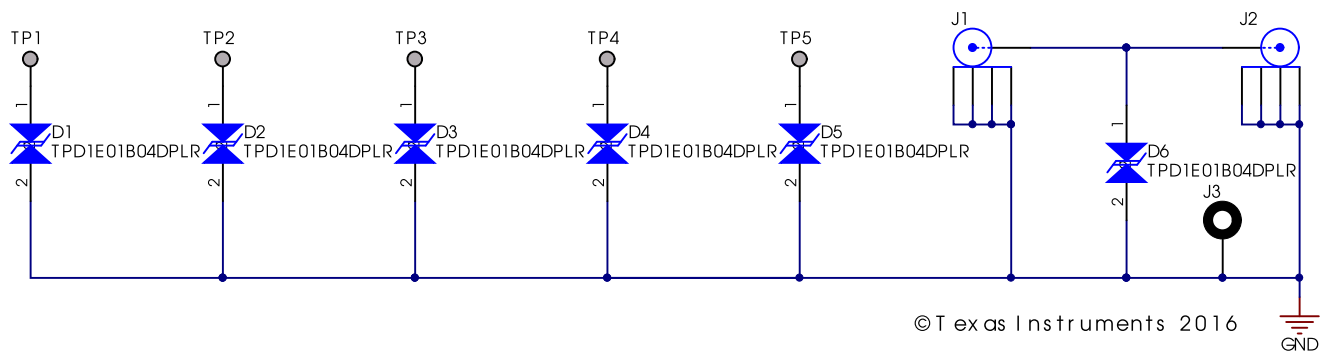 TP1 TP2 TP3 TP4 TP5 J1 J2
1 1 1 1 1 1
D1 D2 D3 D4 D5 D6
TPD1E01B04DPLR TPD1E01B04DPLR TPD1E01B04DPLR TPD1E01B04DPLR TPD1E01B04DPLR TPD1E01B04DPLR
2 2 2 2 2 2
J3
©Texas Instruments 2016
GND